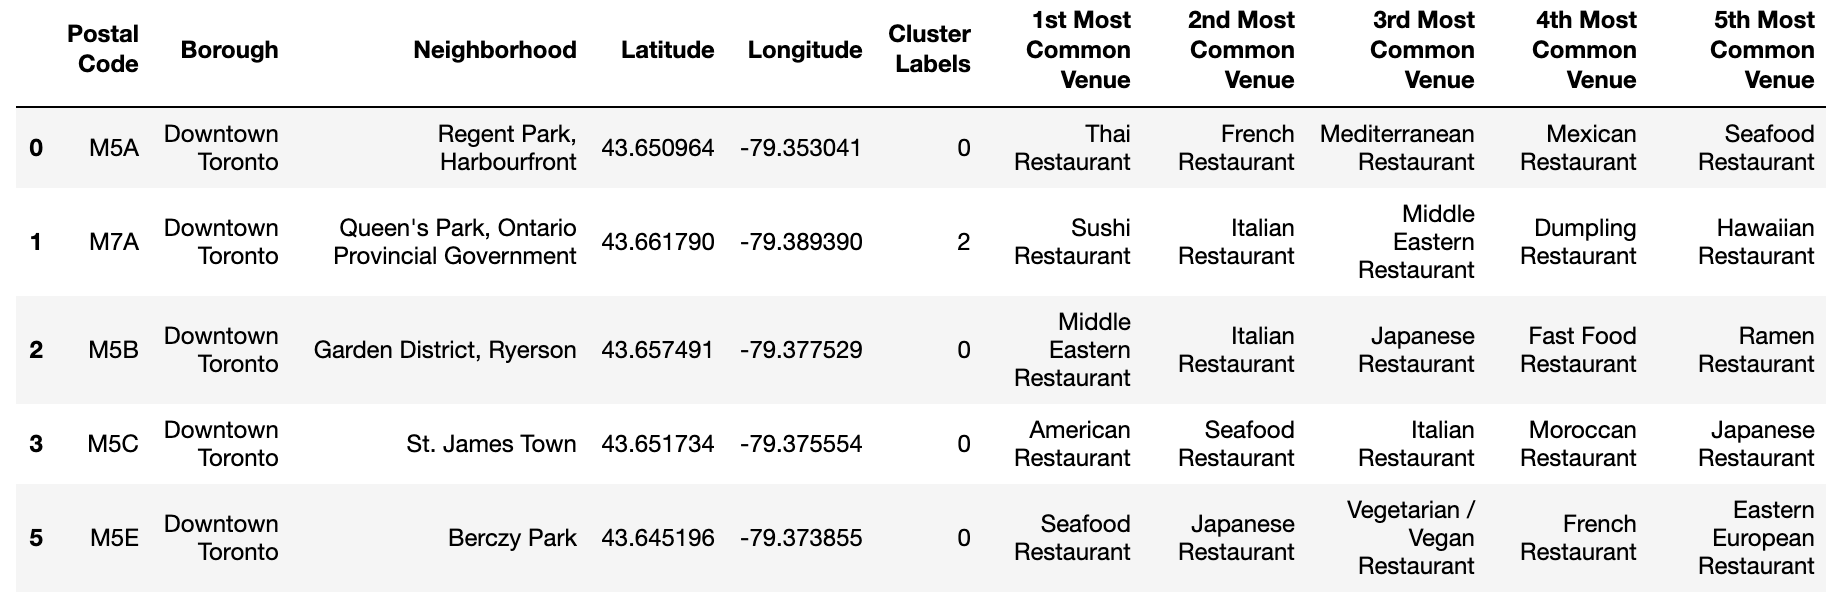 Postal Code Borough Neighborhood Latitude Longitude Cluster Labels 1st Most Common Venue 2nd Most Common Venue 3rd Most Common Venue 4th Most Common Venue 5th Most Common Venue
0 M5A Downtown Toronto Regent Park, Harbourfront 43.650964 -79.353041 0 Thai Restaurant French Restaurant Mediterranean Restaurant Mexican Restaurant Seafood Restaurant
1 M7A Downtown Toronto Queen's Park, Ontario Provincial Government 43.661790 -79.389390 2 Sushi Restaurant Italian Restaurant Middle Eastern Restaurant Dumpling Restaurant Hawaiian Restaurant
2 M5B Downtown Toronto Garden District, Ryerson 43.657491 -79.377529 0 Middle Eastern Restaurant Italian Restaurant Japanese Restaurant Fast Food Restaurant Ramen Restaurant
3 M5C Downtown Toronto St. James Town 43.651734 -79.375554 0 American Restaurant Seafood Restaurant Italian Restaurant Moroccan Restaurant Japanese Restaurant
5 M5E Downtown Toronto Berczy Park 43.645196 -79.373855 0 Seafood Restaurant Japanese Restaurant Vegetarian / Vegan Restaurant French Restaurant Eastern European Restaurant